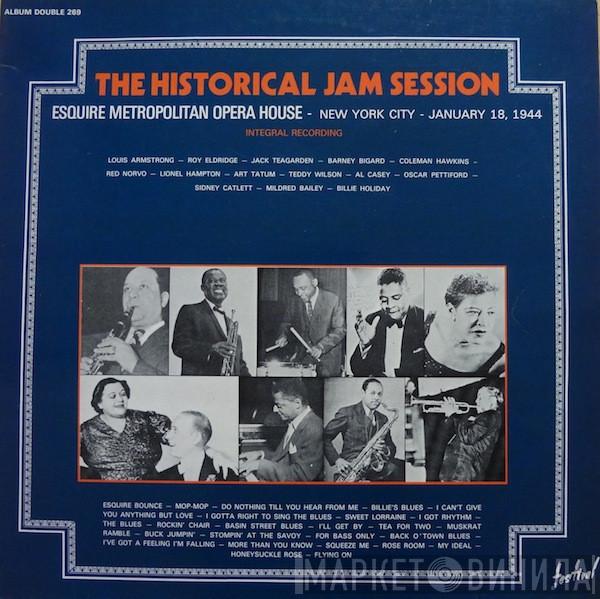 ALBUM DOUBLE 269
THE HISTORICAL JAM SESSION
ESQUIRE METROPOLITAN OPERA HOUSE - NEW YORK CITY - JANUARY 18, 1944
INTEGRAL RECORDING
LOUIS ARMSTRONG — ROY ELDRIDGE — JACK TEAGARDEN — BARNEY BIGARD — COLEMAN HAWKINS —
RED NORVO — LIONEL HAMPTON — ART TATUM — TEDDY WILSON — AL CASEY — OSCAR PETTIFORD —
SIDNEY CATLETT — MILDRED BAILEY — BILLIE HOLIDAY
ESQUIRE BOUNCE — MOP-MOP — DO NOTHING TILL YOU HEAR FROM ME — BILLIE'S BLUES — I CAN'T GIVE
YOU ANYTHING BUT LOVE — I GOTTA RIGHT TO SING THE BLUES — SWEET LORRAINE — I GOT RHYTHM —
THE BLUES — ROCKIN' CHAIR — BASIN STREET BLUES — I'LL GET BY — TEA FOR TWO — MUSKRAT
RAMBLE — BUCK JUMPIN' — STOMPIN' AT THE SAVOY — FOR BASS ONLY — BACK O'TOWN BLUES —
I'VE GOT A FEELING I'M FALLING — MORE THAN YOU KNOW — SQUEEZE ME — ROSE ROOM — MY IDEAL —
HONEYSUCKLE ROSE — FLYING ON
festival
МАРКЕТ ВИНИЛА